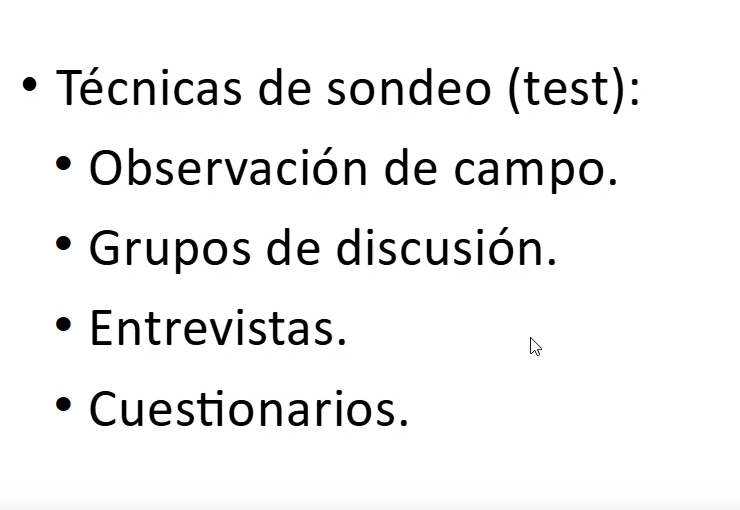 • Técnicas de sondeo (test):
• Observación de campo.
• Grupos de discusión.
• Entrevistas.
• Cuestionarios.